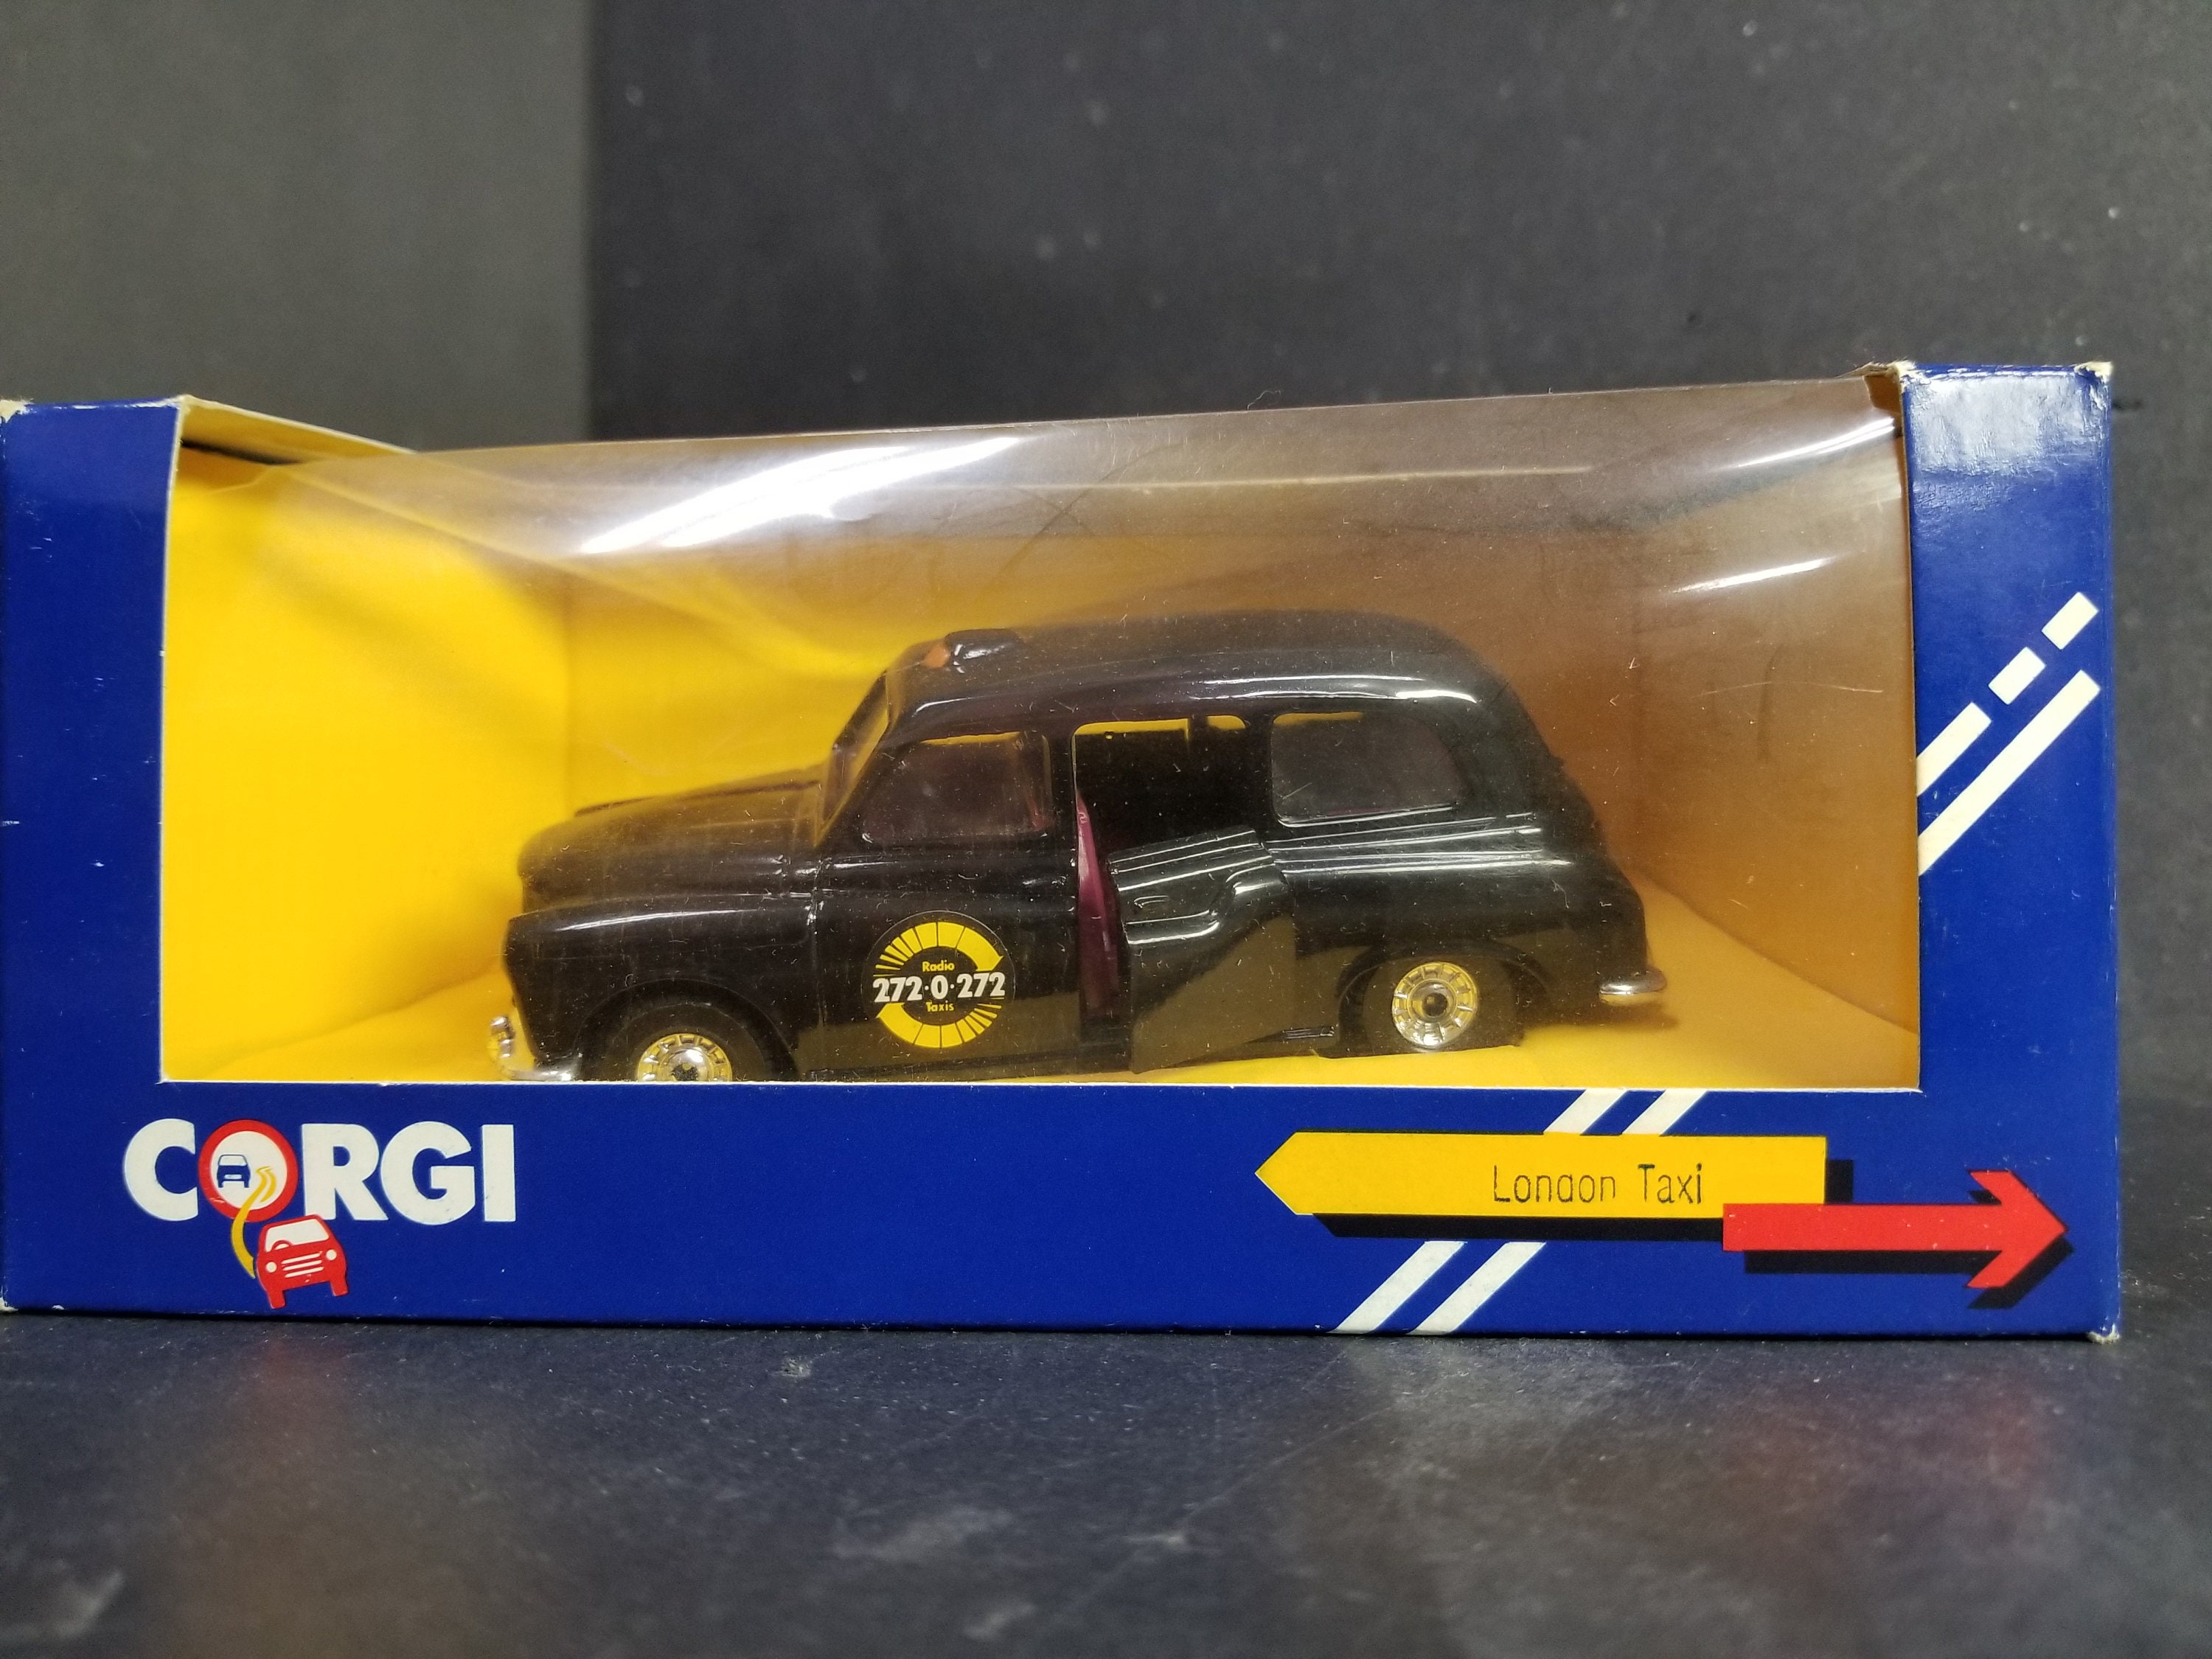 Radio
272·0·272
Taxis
CORGI
London Taxi